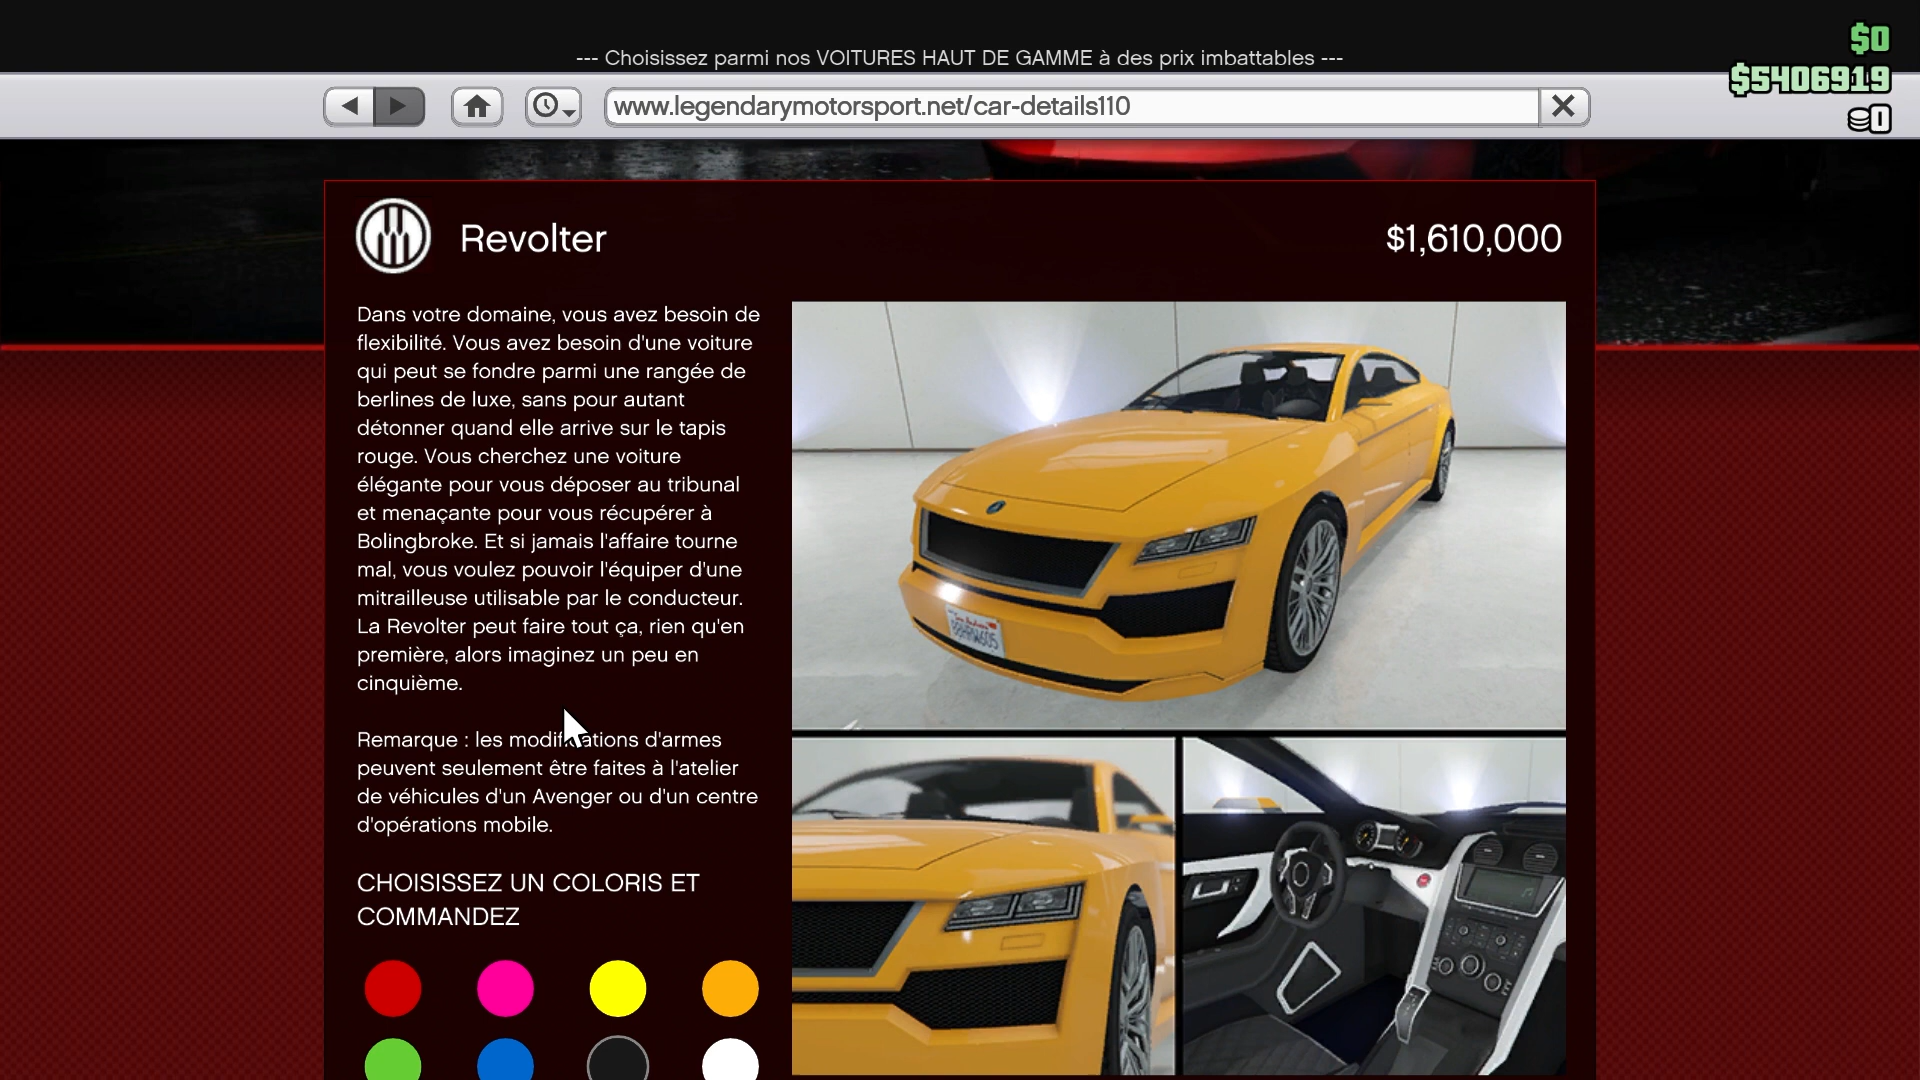 --- Choisissez parmi nos VOITURES HAUT DE GAMME à des prix imbattables ---
$0
$5406919
1
www.legendarymotorsport.net/car-details110
Revolter
$1,610,000
Dans votre domaine, vous avez besoin de
flexibilité. Vous avez besoin d'une voiture
qui peut se fondre parmi une rangée de
berlines de luxe, sans pour autant
détonner quand elle arrive sur le tapis
rouge. Vous cherchez une voiture
élégante pour vous déposer au tribunal
et menaçante pour vous récupérer à
Bolingbroke. Et si jamais l'affaire tourne
mal, vous voulez pouvoir l'équiper d'une
mitrailleuse utilisable par le conducteur.
La Revolter peut faire tout ça, rien qu'en
première, alors imaginez un peu en
cinquième.
Remarque : les modifications d'armes
peuvent seulement être faites à l'atelier
de véhicules d'un Avenger ou d'un centre
d'opérations mobile.
CHOISISSEZ UN COLORIS ET
COMMANDEZ